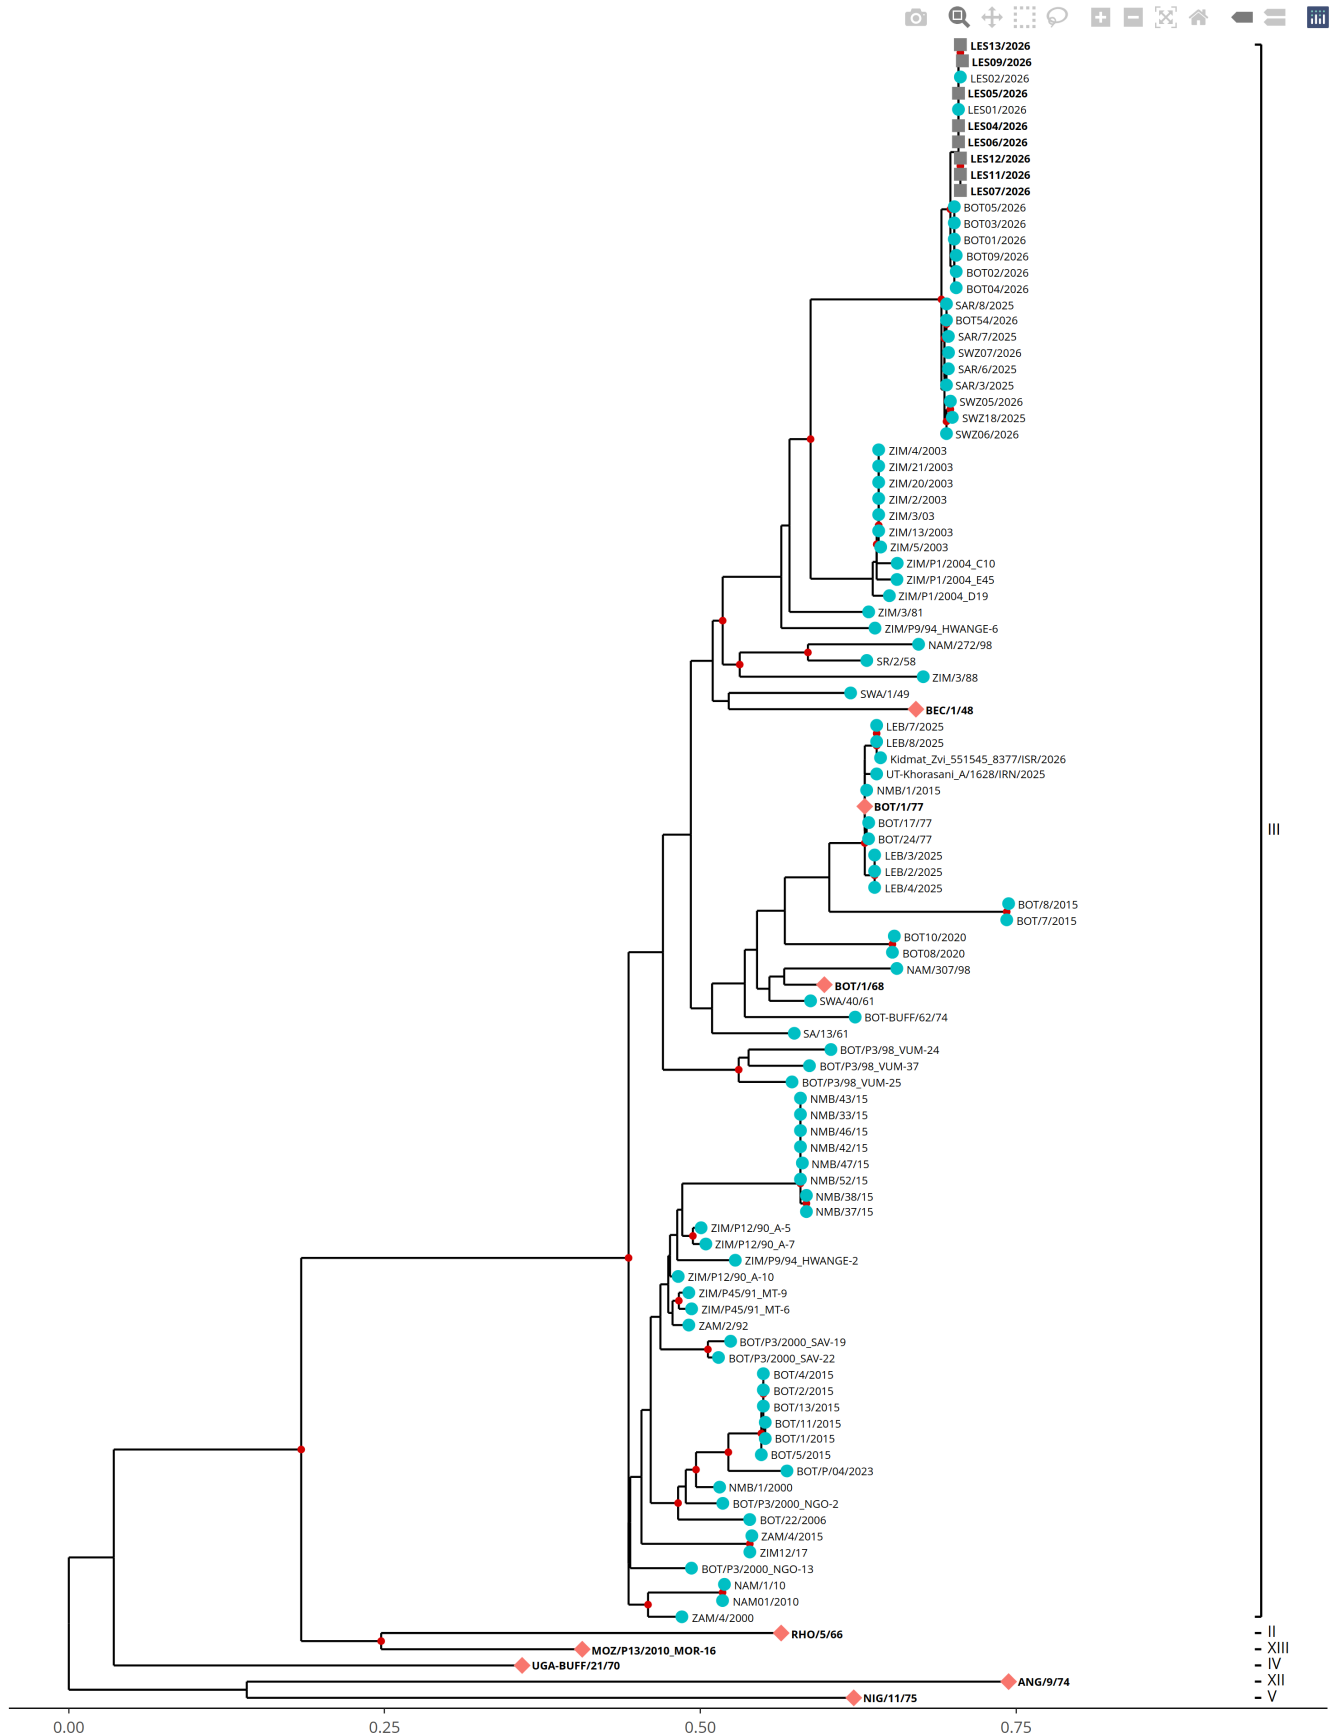 LES13/2026
LES09/2026
LES02/2026
LES05/2026
LES01/2026
LES04/2026
LES06/2026
LES12/2026
LES11/2026
LES07/2026
BOT05/2026
BOT03/2026
BOT01/2026
BOT09/2026
BOT02/2026
BOT04/2026
SAR/8/2025
BOT54/2026
SAR/7/2025
SWZ07/2026
SAR/6/2025
SAR/3/2025
SWZ05/2026
SWZ18/2025
SWZ06/2026
ZIM/4/2003
ZIM/21/2003
ZIM/20/2003
ZIM/2/2003
ZIM/3/03
ZIM/13/2003
ZIM/5/2003
ZIM/P1/2004_C10
ZIM/P1/2004_E45
ZIM/P1/2004_D19
ZIM/3/81
ZIM/P9/94_HWANGE-6
NAM/272/98
SR/2/58
ZIM/3/88
SWA/1/49
BEC/1/48
LEB/7/2025
LEB/8/2025
Kidmat_Zvi_551545_8377/ISR/2026
UT-Khorasani_A/1628/IRN/2025
NMB/1/2015
BOT/1/77
BOT/17/77
III
BOT/24/77
LEB/3/2025
LEB/2/2025
LEB/4/2025
BOT/8/2015
BOT/7/2015
BOT10/2020
BOT08/2020
NAM/307/98
BOT/1/68
SWA/40/61
BOT-BUFF/62/74
SA/13/61
BOT/P3/98_VUM-24
BOT/P3/98_VUM-37
BOT/P3/98_VUM-25
NMB/43/15
NMB/33/15
NMB/46/15
NMB/42/15
NMB/47/15
NMB/52/15
NMB/38/15
NMB/37/15
ZIM/P12/90_A-5
ZIM/P12/90_A-7
ZIM/P9/94_HWANGE-2
ZIM/P12/90_A-10
ZIM/P45/91_MT-9
ZIM/P45/91_MT-6
ZAM/2/92
BOT/P3/2000_SAV-19
BOT/P3/2000_SAV-22
BOT/4/2015
BOT/2/2015
BOT/13/2015
BOT/11/2015
BOT/1/2015
BOT/5/2015
BOT/P/04/2023
NMB/1/2000
BOT/P3/2000_NGO-2
BOT/22/2006
ZAM/4/2015
ZIM12/17
BOT/P3/2000_NGO-13
NAM/1/10
NAM01/2010
ZAM/4/2000
RHO/5/66 II
MOZ/P13/2010_MOR-16 XIII
UGA-BUFF/21/70 IV
ANG/9/74 XII
NIG/11/75 V
0.00 0.25 0.50 0.75